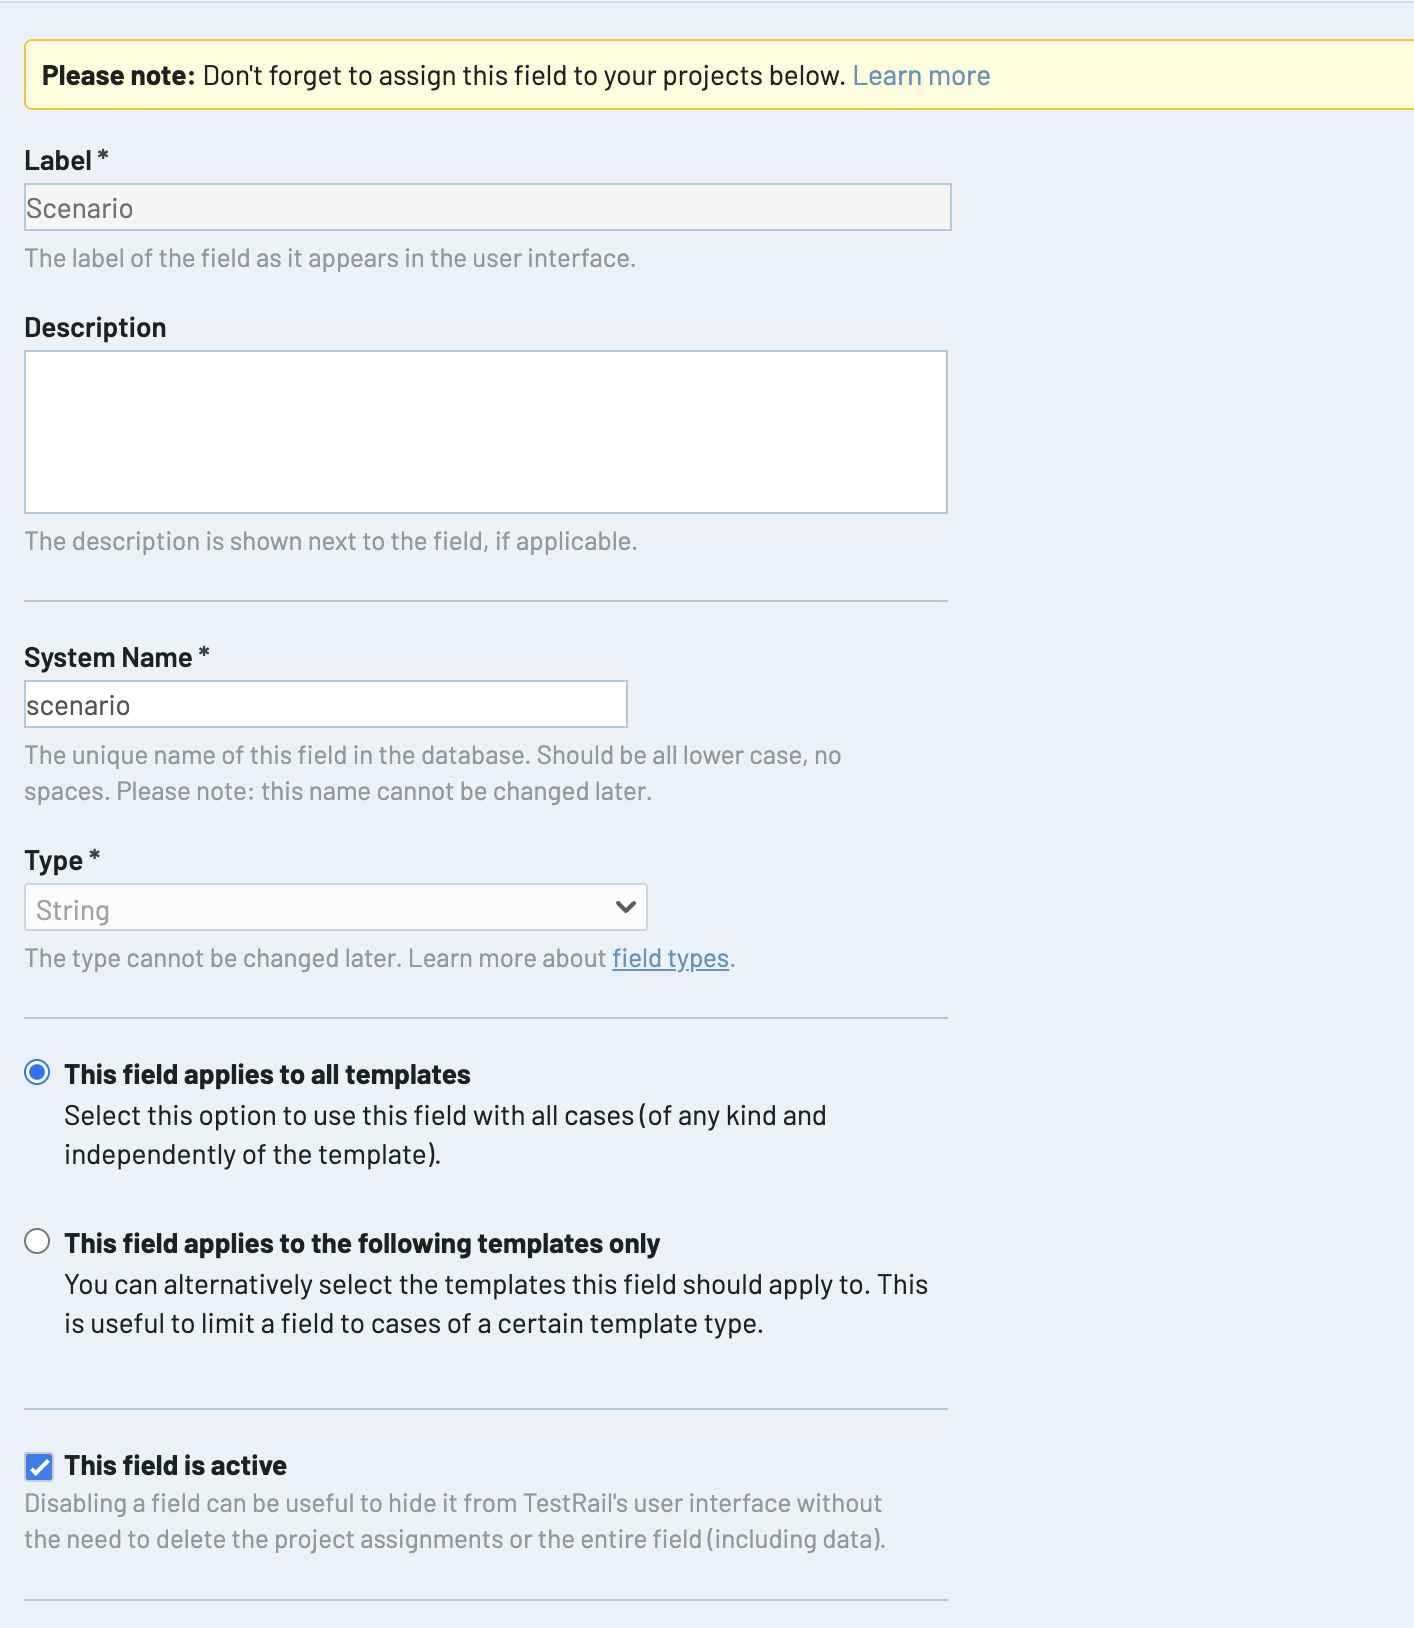 Please note: Don't forget to assign this field to your projects below. Learn more
Label *
Scenario
The label of the field as it appears in the user interface.
Description
The description is shown next to the field, if applicable.
System Name *
scenario
The unique name of this field in the database. Should be all lower case, no
spaces. Please note: this name cannot be changed later.
Type *
String
The type cannot be changed later. Learn more about field types.
This field applies to all templates
Select this option to use this field with all cases (of any kind and
independently of the template).
This field applies to the following templates only
You can alternatively select the templates this field should apply to. This
is useful to limit a field to cases of a certain template type.
This field is active
Disabling a field can be useful to hide it from TestRail's user interface without
the need to delete the project assignments or the entire field (including data).